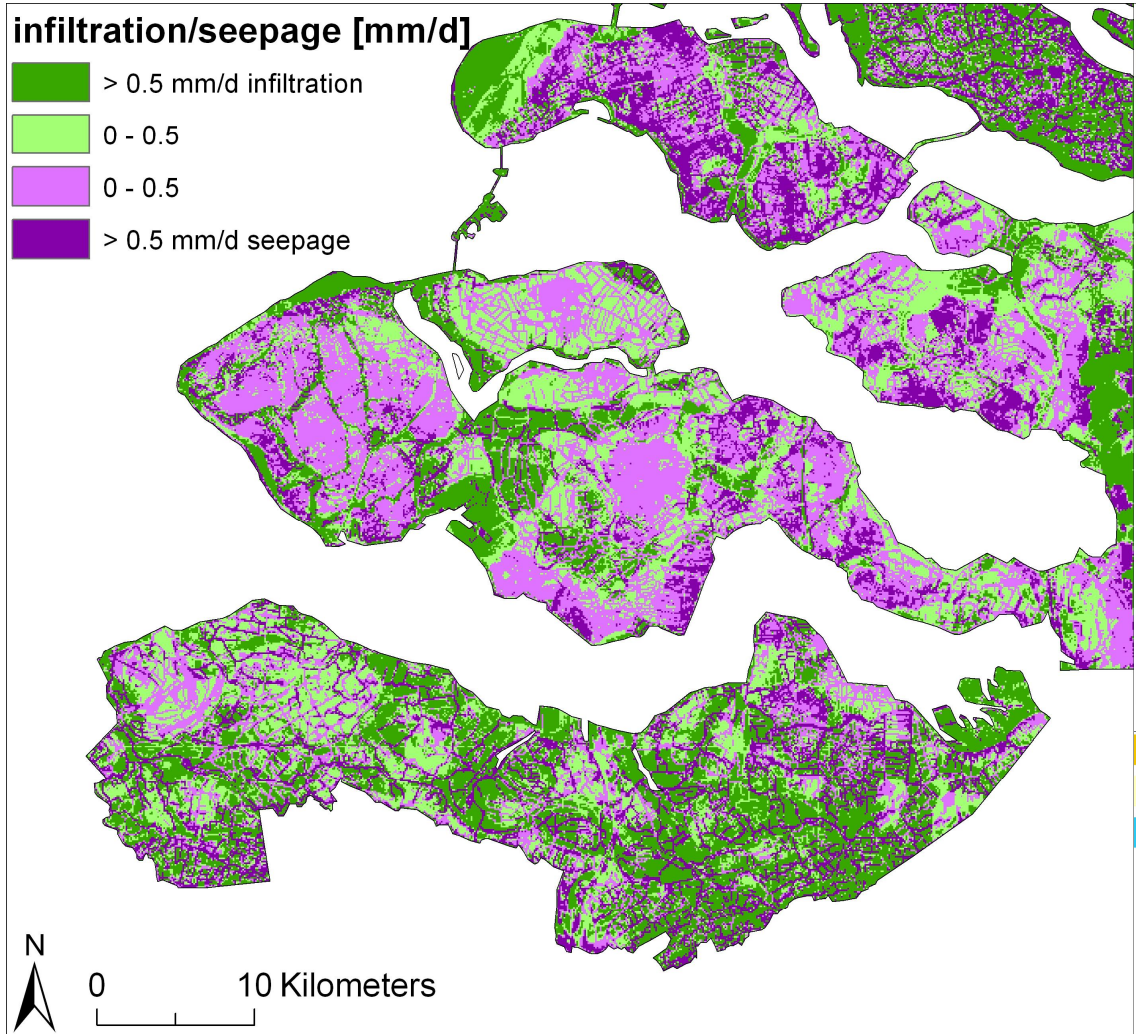 infiltration/seepage [mm/d]
> 0.5 mm/d infiltration
0 - 0.5
0 - 0.5
> 0.5 mm/d seepage
N
0 10 Kilometers